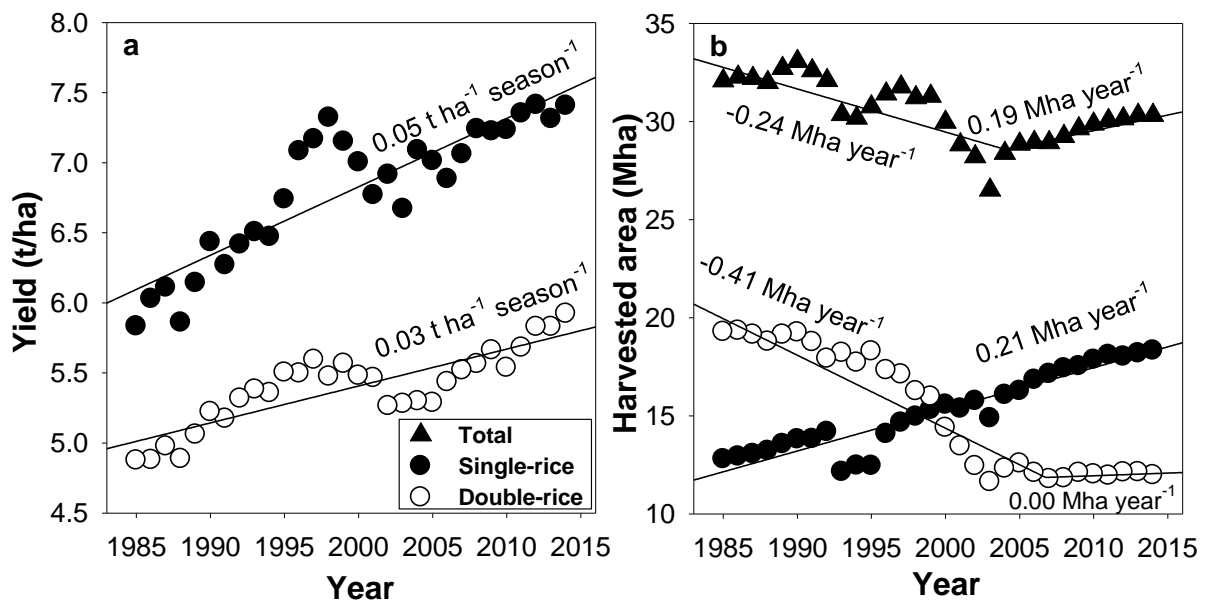 a
8.0
7.5
7.0
6.5
6.0
5.5
5.0
4.5
Yield (t/ha)
0.05 t ha⁻¹ season⁻¹
0.03 t ha⁻¹ season⁻¹
Total
Single-rice
Double-rice
1985 1990 1995 2000 2005 2010 2015
Year
b
35
30
25
20
15
10
Harvested area (Mha)
-0.24 Mha year⁻¹
0.19 Mha year⁻¹
-0.41 Mha year⁻¹
0.21 Mha year⁻¹
0.00 Mha year⁻¹
1985 1990 1995 2000 2005 2010 2015
Year